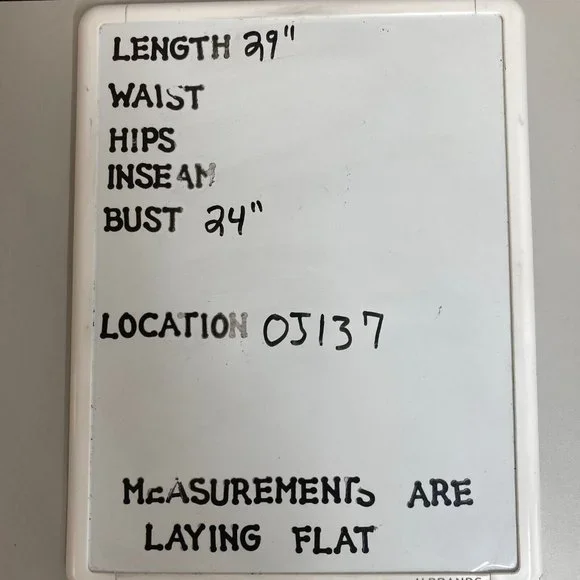 LENGTH 29"
WAIST
HIPS
INSEAM
BUST 24"
LOCATION OJ137
MEASUREMENTS ARE
LAYING FLAT